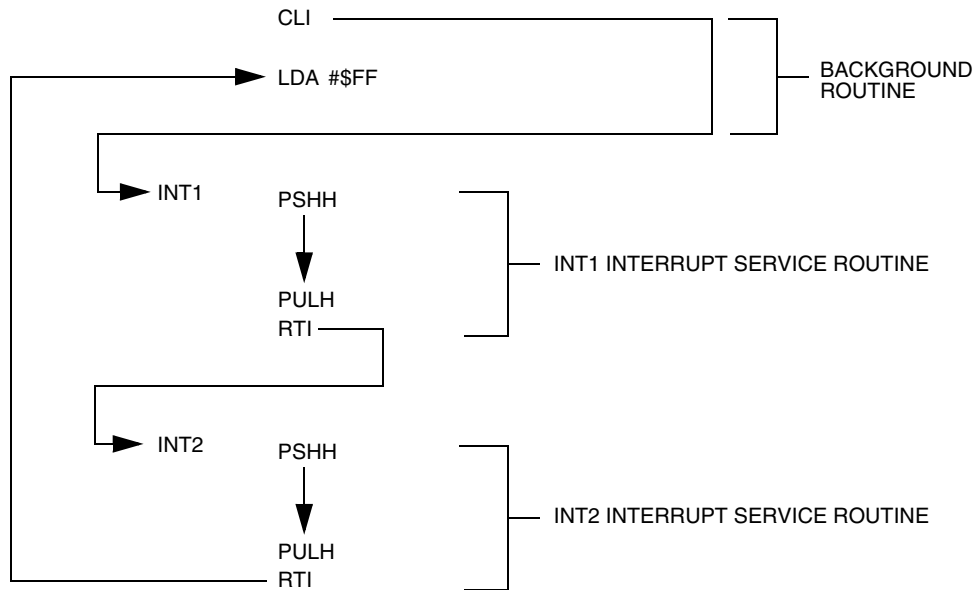 CLI
LDA #$FF
BACKGROUND
ROUTINE
INT1
PSHH
INT1 INTERRUPT SERVICE ROUTINE
PULH
RTI
INT2
PSHH
INT2 INTERRUPT SERVICE ROUTINE
PULH
RTI